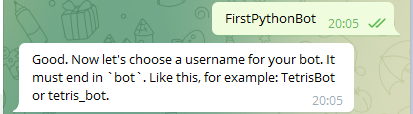 FirstPythonBot
20:05
Good. Now let's choose a username for your bot. It
must end in `bot`. Like this, for example: TetrisBot
or tetris_bot.
20:05